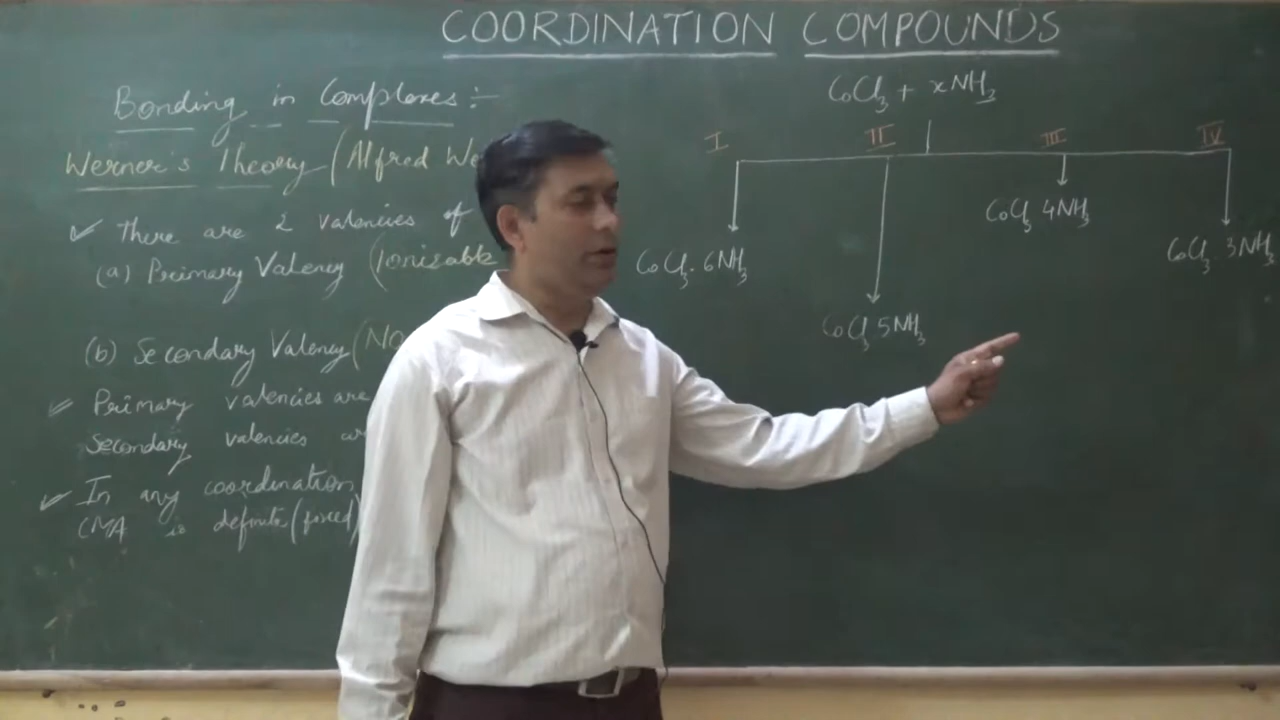 COORDINATION COMPOUNDS
Bonding in Complexes :-
Werner's Theory (Alfred We
✓ There are 2 valencies of
(a) Primary Valency (Ionizable
(b) Secondary Valency (No
Primary valencies are
Secondary valencies
✓ In any coordination
CMA is definite (fixed)
CoCl₃ + xNH₃
I II III IV
CoCl₃ 4NH₃
CoCl₃. 6NH₃
CoCl₃ 3NH₃
CoCl₃ 5NH₃